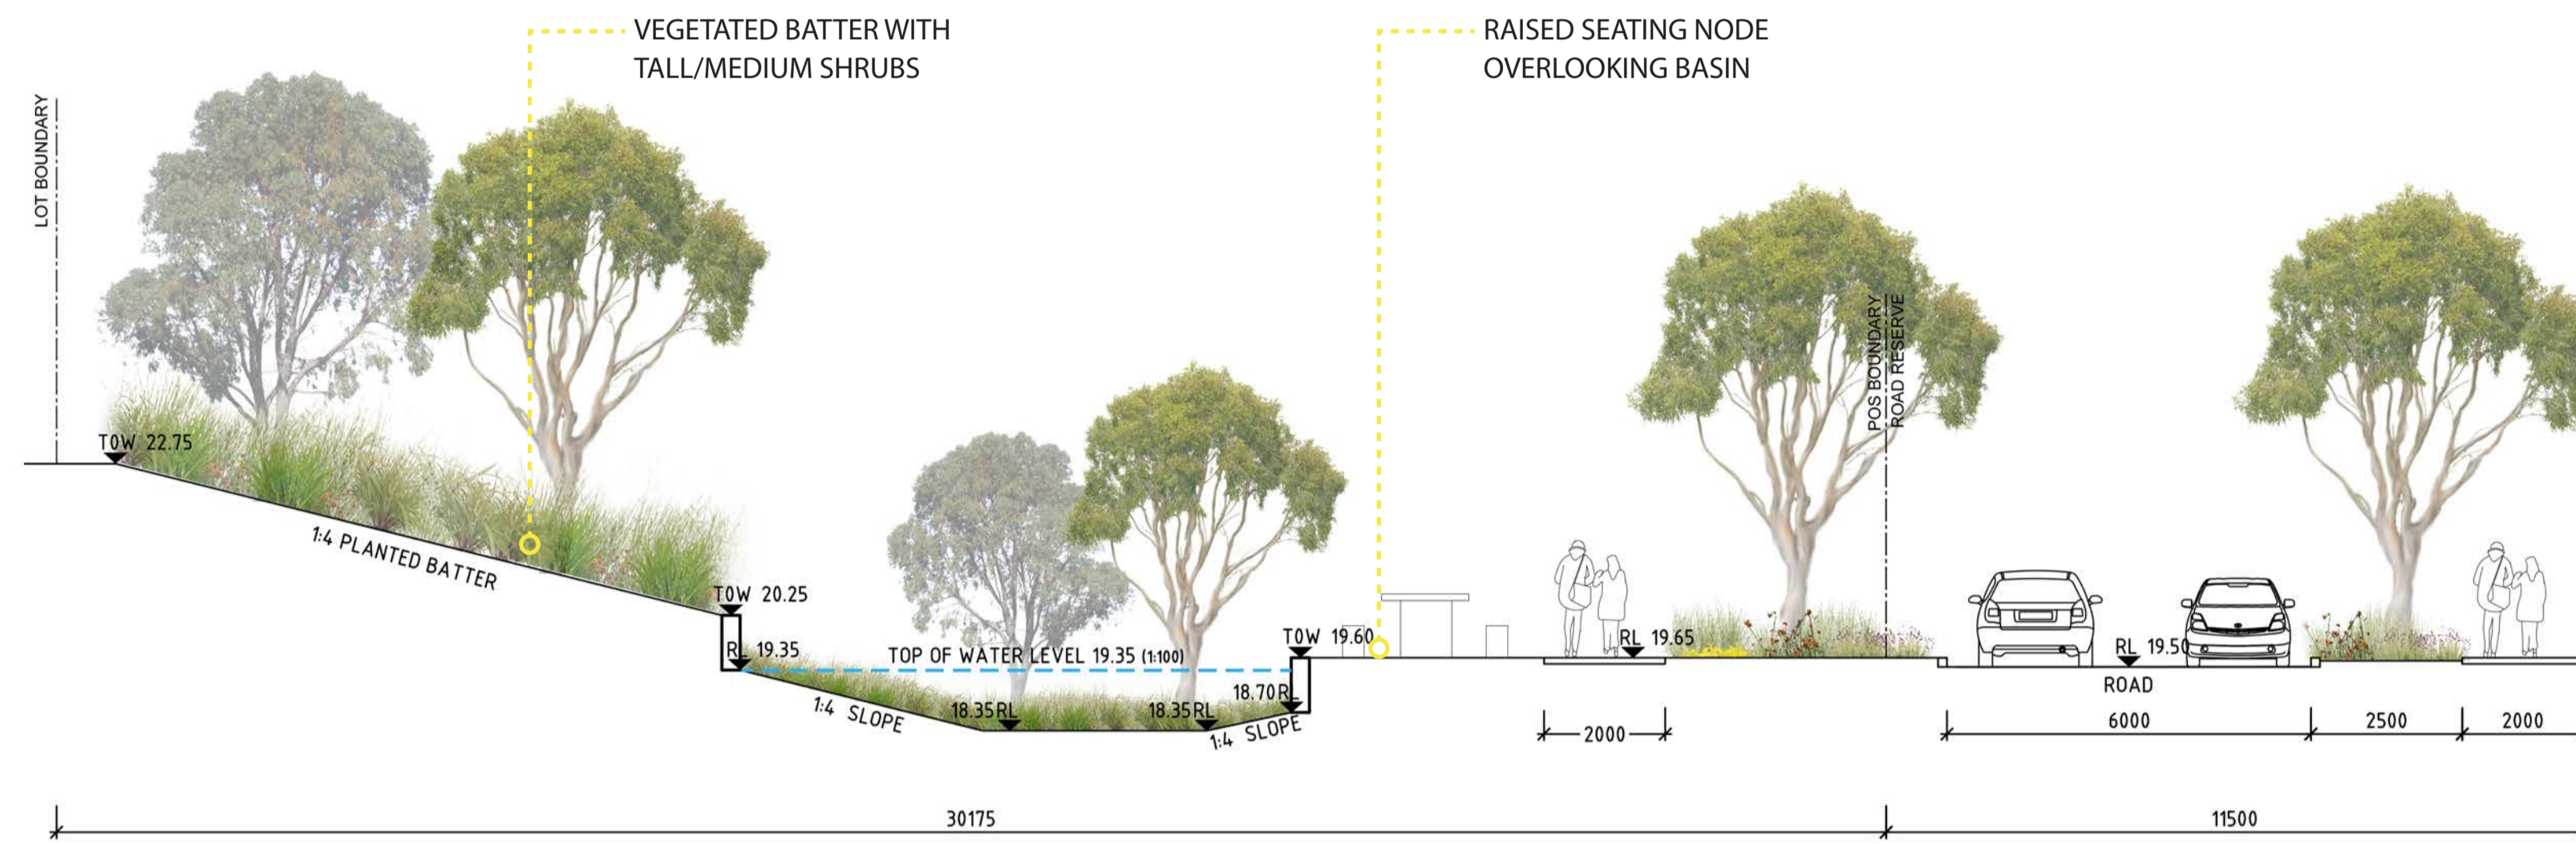 VEGETATED BATTER WITH
TALL/MEDIUM SHRUBS
RAISED SEATING NODE
OVERLOOKING BASIN
LOT BOUNDARY
POS BOUNDARY
ROAD RESERVE
TOW 22.75
1:4 PLANTED BATTER
TOW 20.25
RL 19.35
TOP OF WATER LEVEL 19.35 (1:100)
TOW 19.60
RL 19.65
RL 19.50
ROAD
18.35RL
18.35RL
18.70RL
1:4 SLOPE
1:4 SLOPE
2000
6000
2500
2000
30175
11500